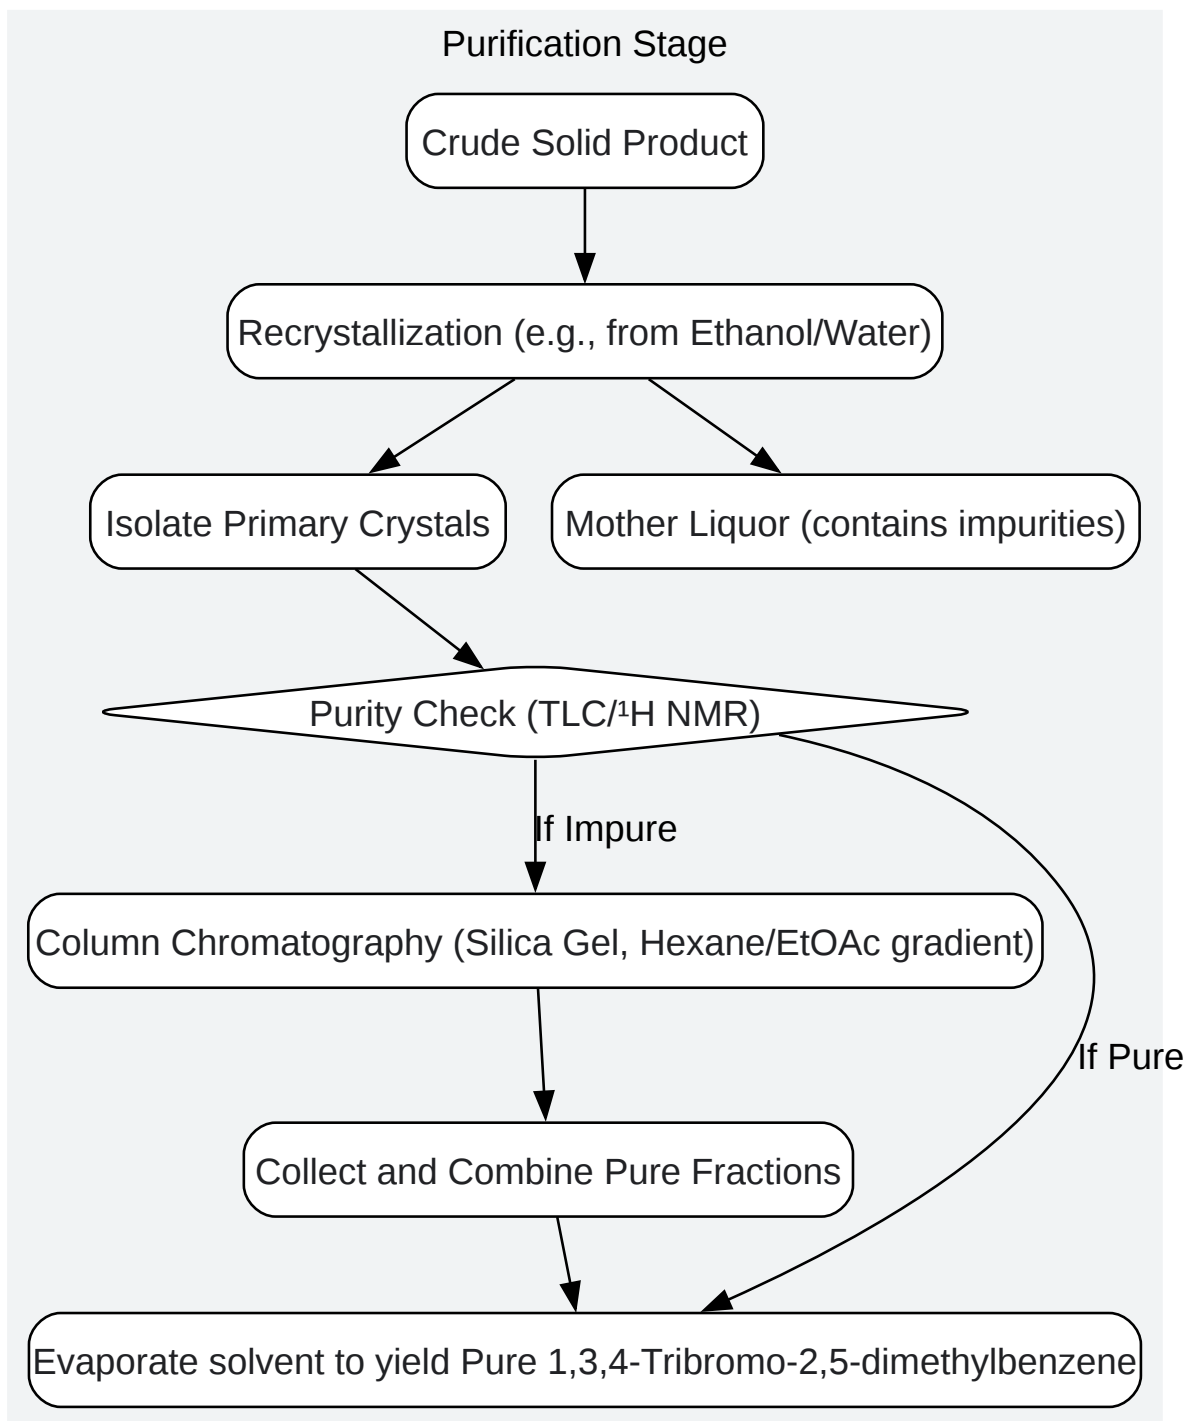 Purification Stage
Crude Solid Product
Recrystallization (e.g., from Ethanol/Water)
Isolate Primary Crystals
Mother Liquor (contains impurities)
Purity Check (TLC/¹H NMR)
If Impure
Column Chromatography (Silica Gel, Hexane/EtOAc gradient)
If Pure
Collect and Combine Pure Fractions
Evaporate solvent to yield Pure 1,3,4-Tribromo-2,5-dimethylbenzene